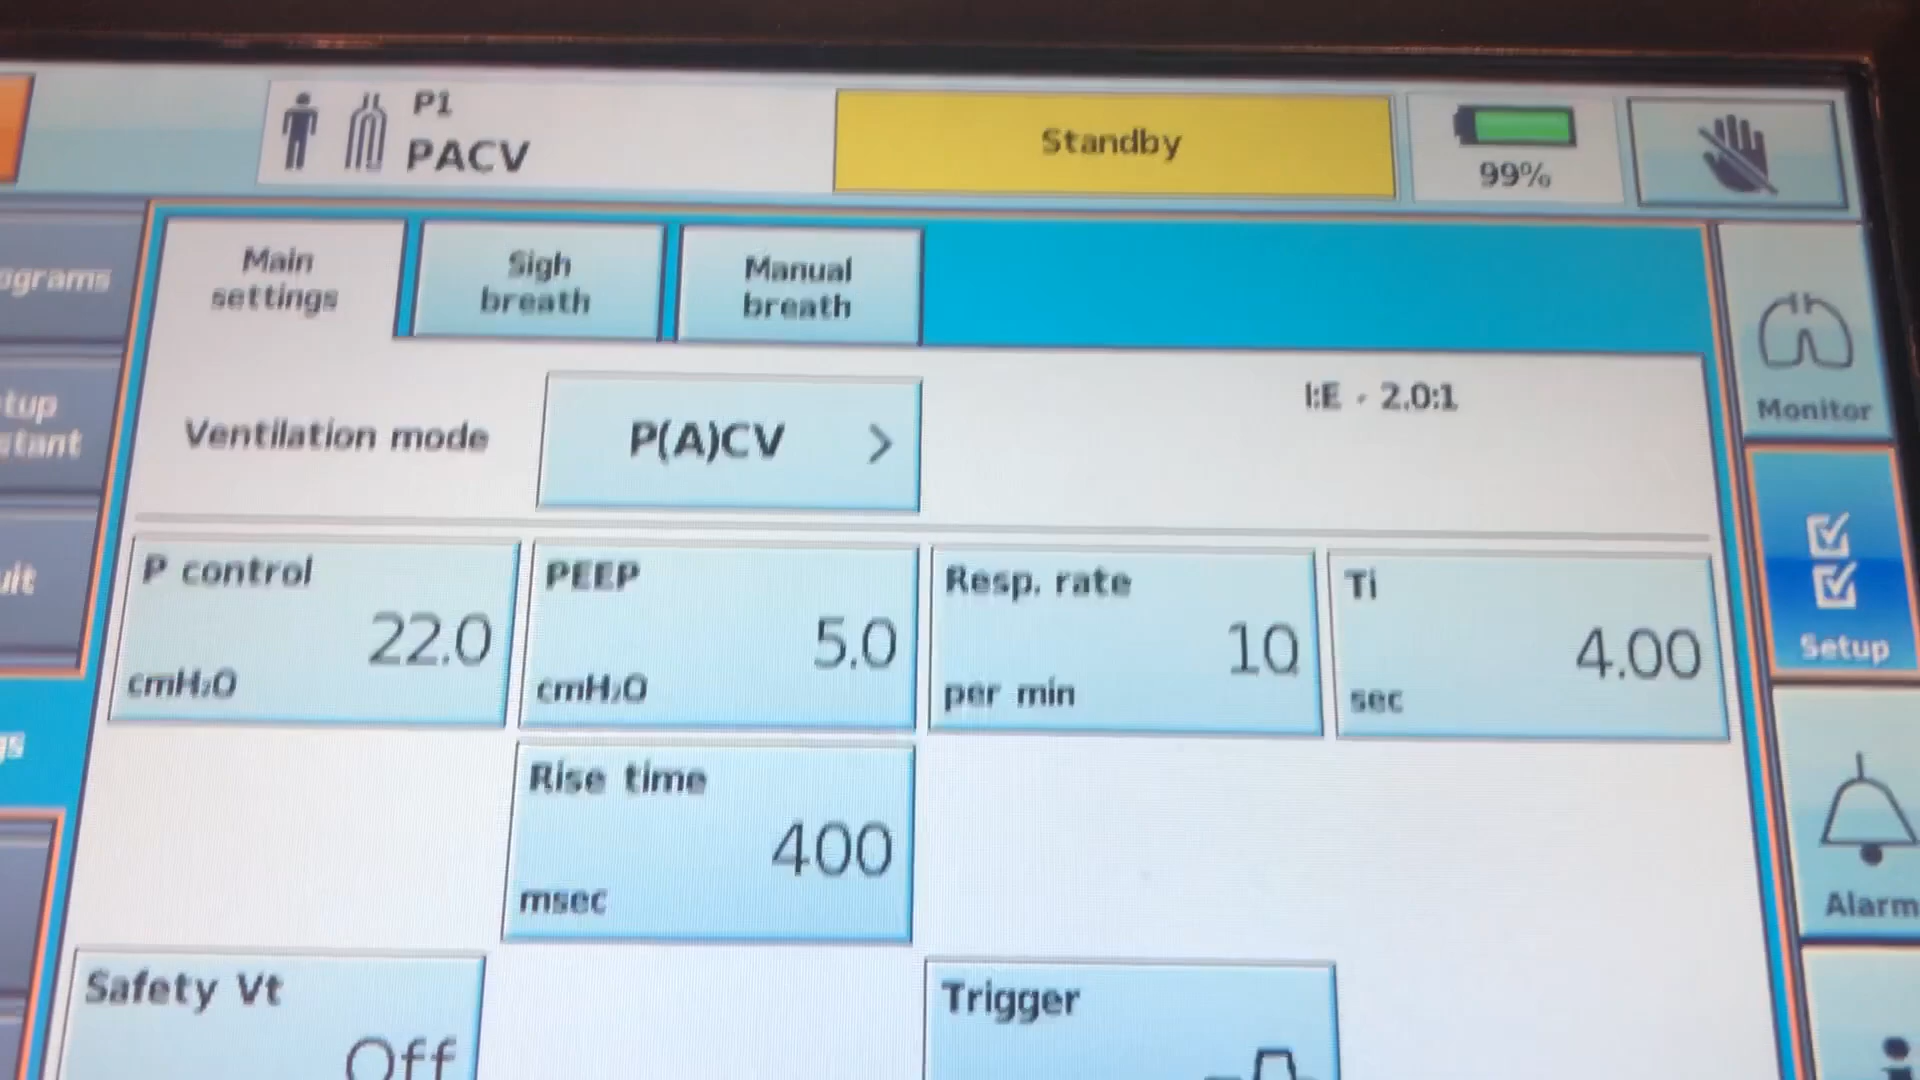 P1
PACV
Standby
99%
Main
settings
Sigh
breath
Manual
breath
Ventilation mode
P(A)CV >
I:E - 2.0:1
Monitor
P control
22.0
cmH₂O
PEEP
5.0
cmH₂O
Resp. rate
10
per min
Ti
4.00
sec
Setup
Rise time
400
msec
Alarm
Safety Vt
Off
Trigger